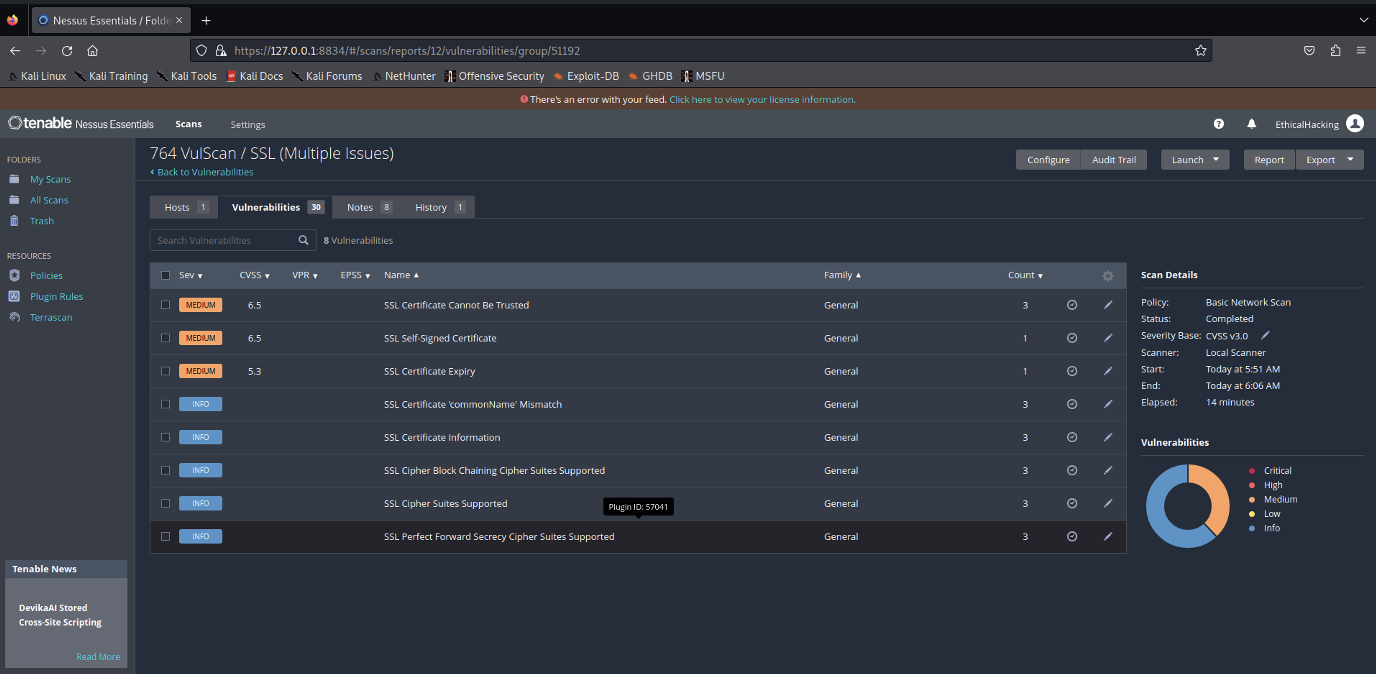 Nessus Essentials / Folde
https://127.0.0.1:8834/#/scans/reports/12/vulnerabilities/group/51192
Kali Linux Kali Training Kali Tools Kali Docs Kali Forums NetHunter Offensive Security Exploit-DB GHDB MSFU
There's an error with your feed. Click here to view your license information.
tenable Nessus Essentials Scans Settings EthicalHacking
FOLDERS
My Scans
All Scans
Trash
RESOURCES
Policies
Plugin Rules
Terrascan
Tenable News
DevikaAI Stored
Cross-Site Scripting
Read More
764 VulScan / SSL (Multiple Issues)
< Back to Vulnerabilities
Configure Audit Trail Launch Report Export
Hosts 1 Vulnerabilities 30 Notes 8 History 1
Search Vulnerabilities 8 Vulnerabilities
Sev CVSS VPR EPSS Name Family Count
MEDIUM 6.5 SSL Certificate Cannot Be Trusted General 3
MEDIUM 6.5 SSL Self-Signed Certificate General 1
MEDIUM 5.3 SSL Certificate Expiry General 1
INFO SSL Certificate 'commonName' Mismatch General 3
INFO SSL Certificate Information General 3
INFO SSL Cipher Block Chaining Cipher Suites Supported General 3
INFO SSL Cipher Suites Supported General 3
Plugin ID: 57041
INFO SSL Perfect Forward Secrecy Cipher Suites Supported General 3
Scan Details
Policy: Basic Network Scan
Status: Completed
Severity Base: CVSS v3.0
Scanner: Local Scanner
Start: Today at 5:51 AM
End: Today at 6:06 AM
Elapsed: 14 minutes
Vulnerabilities
Critical
High
Medium
Low
Info